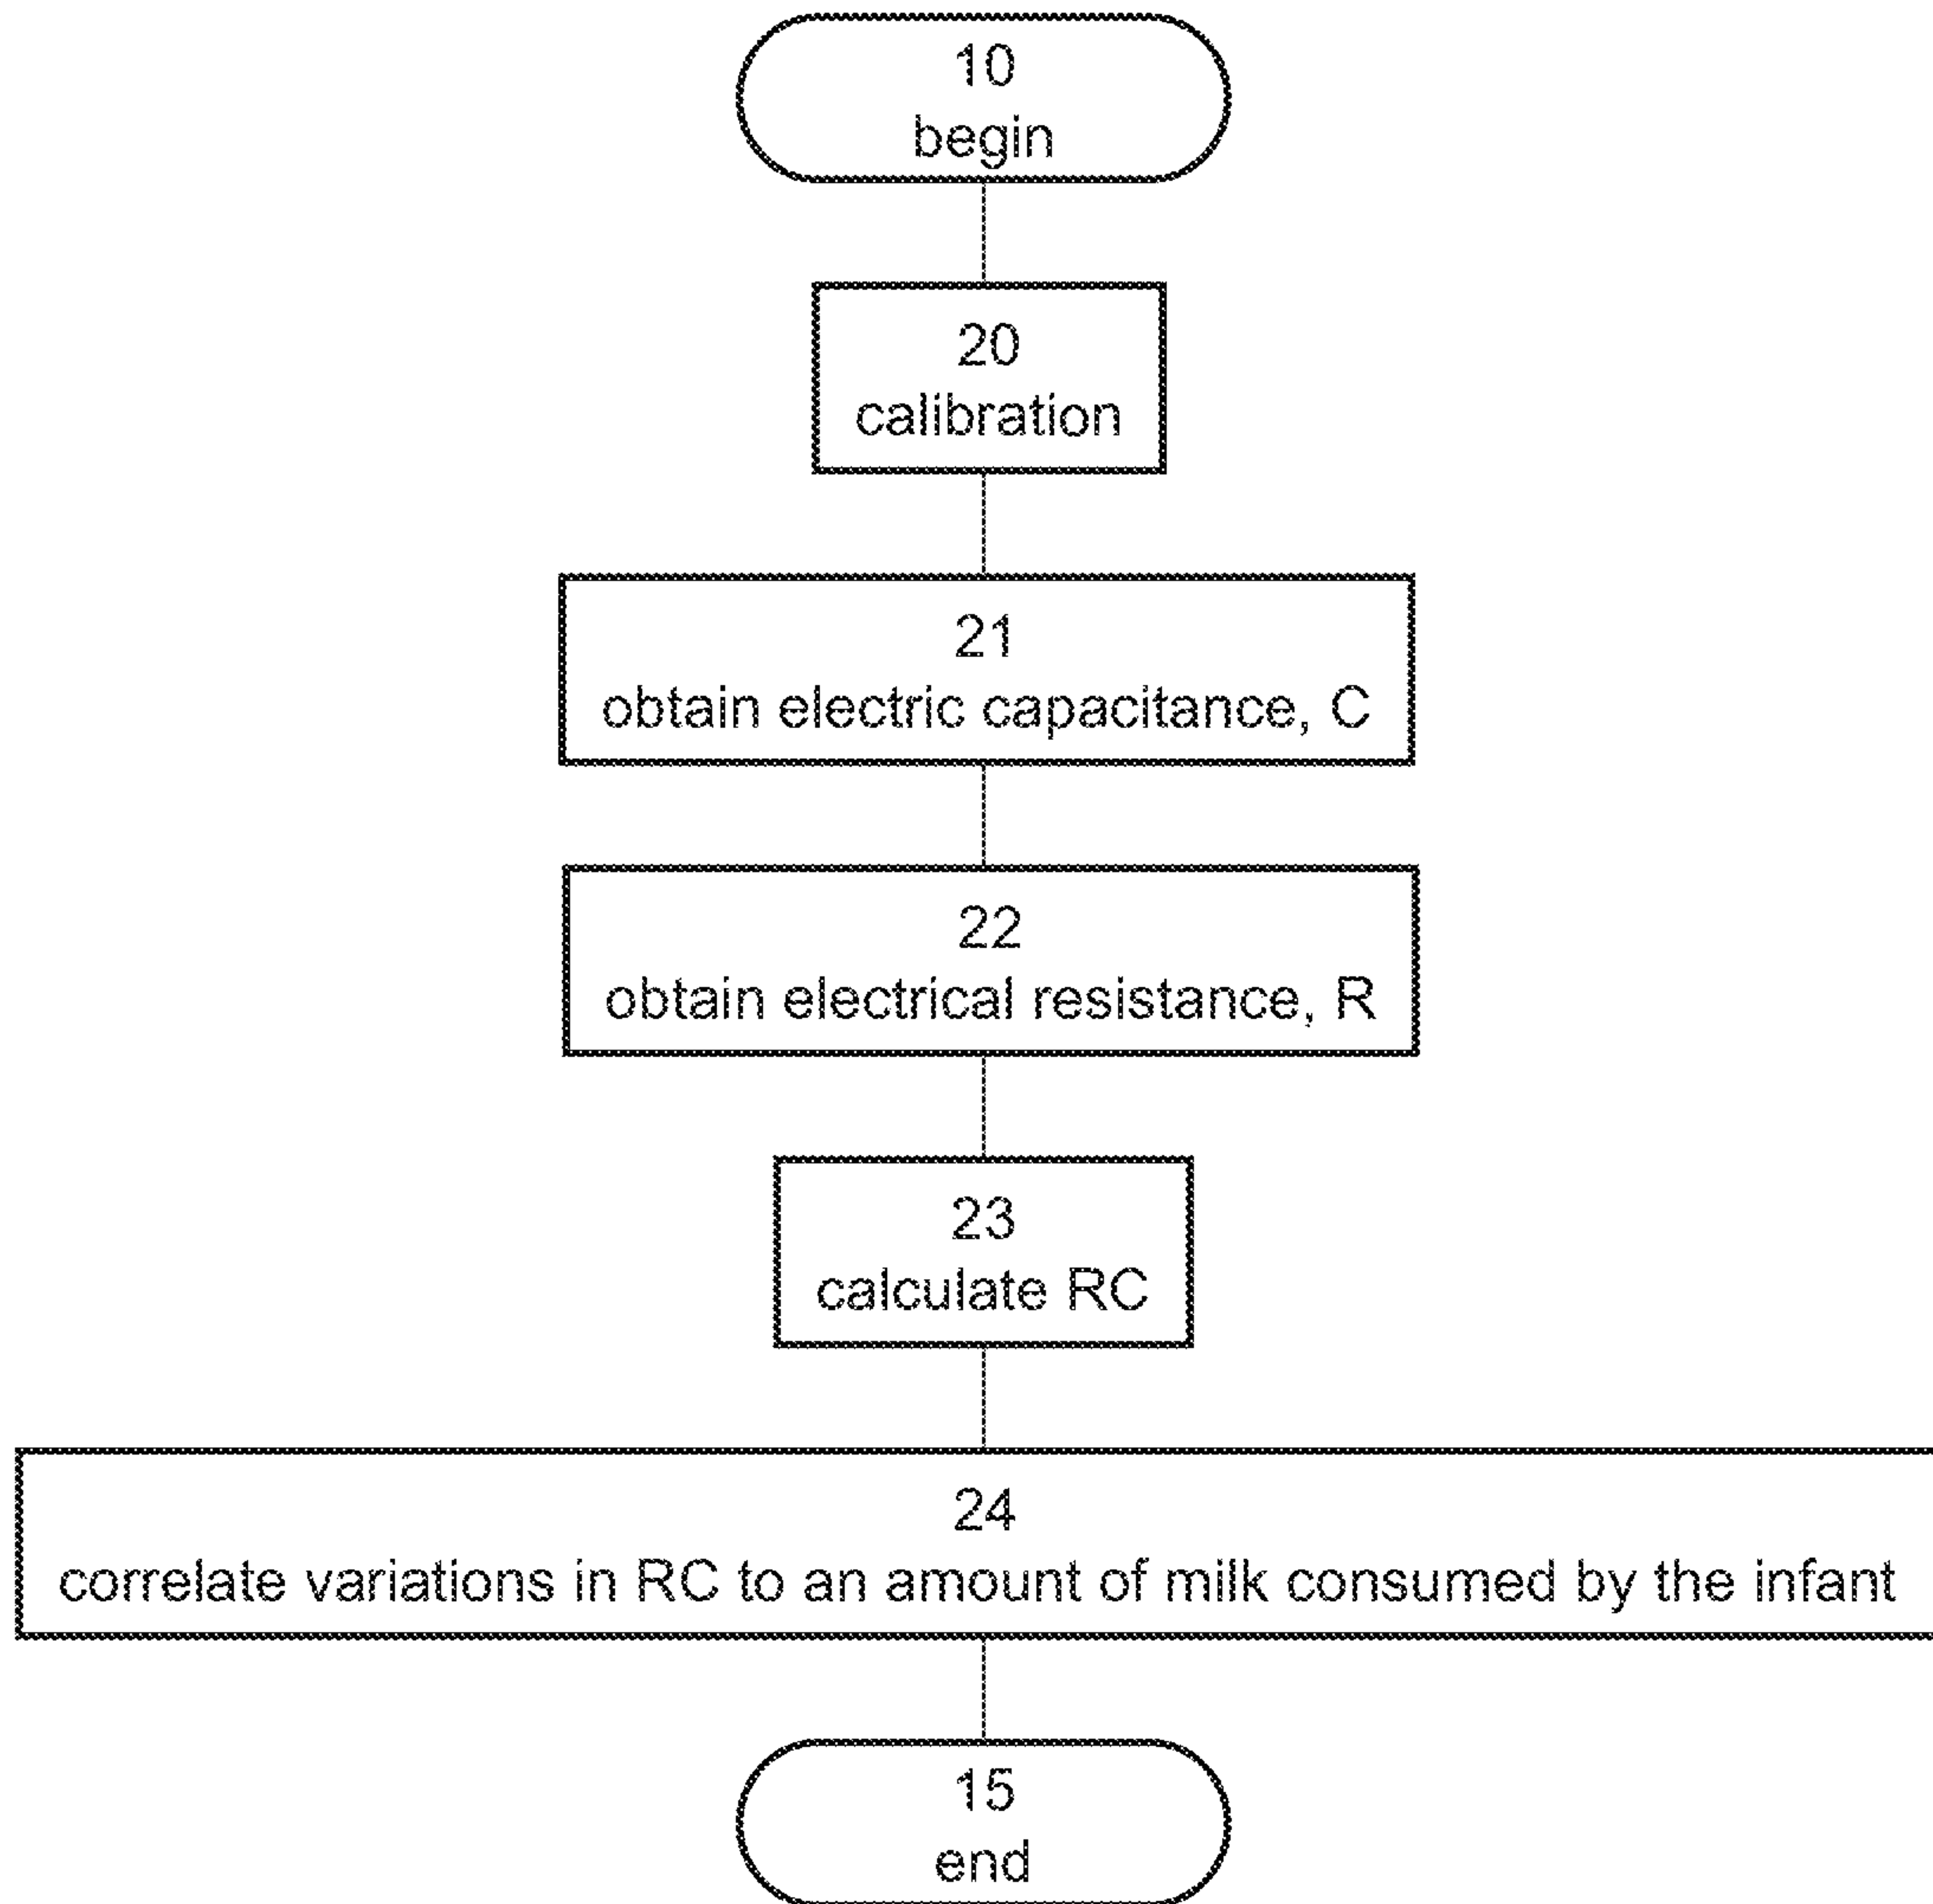 10
begin
20
calibration
21
obtain electric capacitance, C
22
obtain electrical resistance, R
23
calculate RC
24
correlate variations in RC to an amount of milk consumed by the infant
15
end